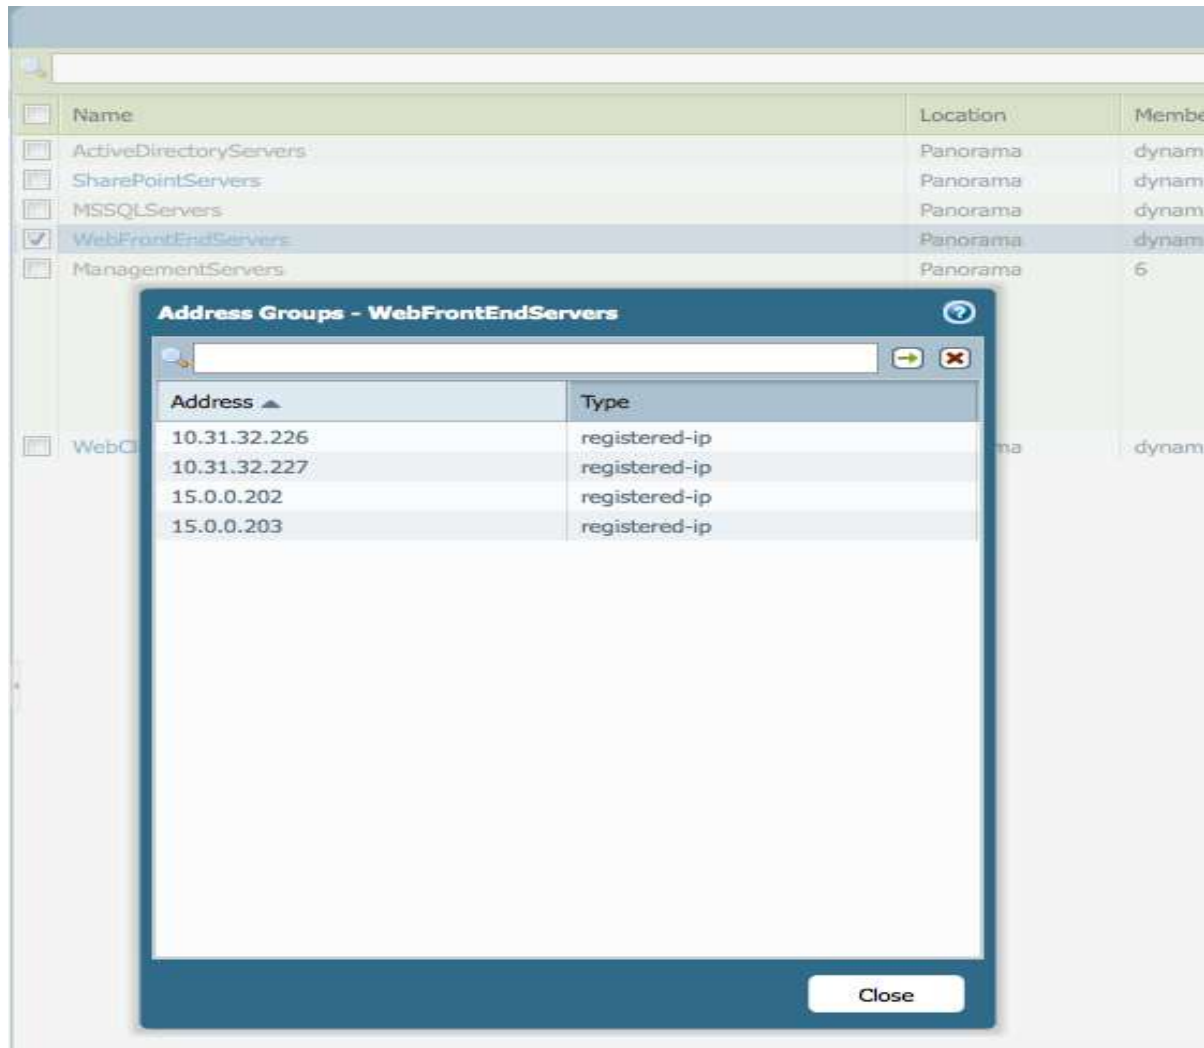 Name Location Membe
ActiveDirectoryServers Panorama dynam
SharePointServers Panorama dynam
MSSQLServers Panorama dynam
WebFrontEndServers Panorama dynam
ManagementServers Panorama 6
Address Groups - WebFrontEndServers
Address Type
10.31.32.226 registered-ip
10.31.32.227 registered-ip
WebCl ma dynam
15.0.0.202 registered-ip
15.0.0.203 registered-ip
Close